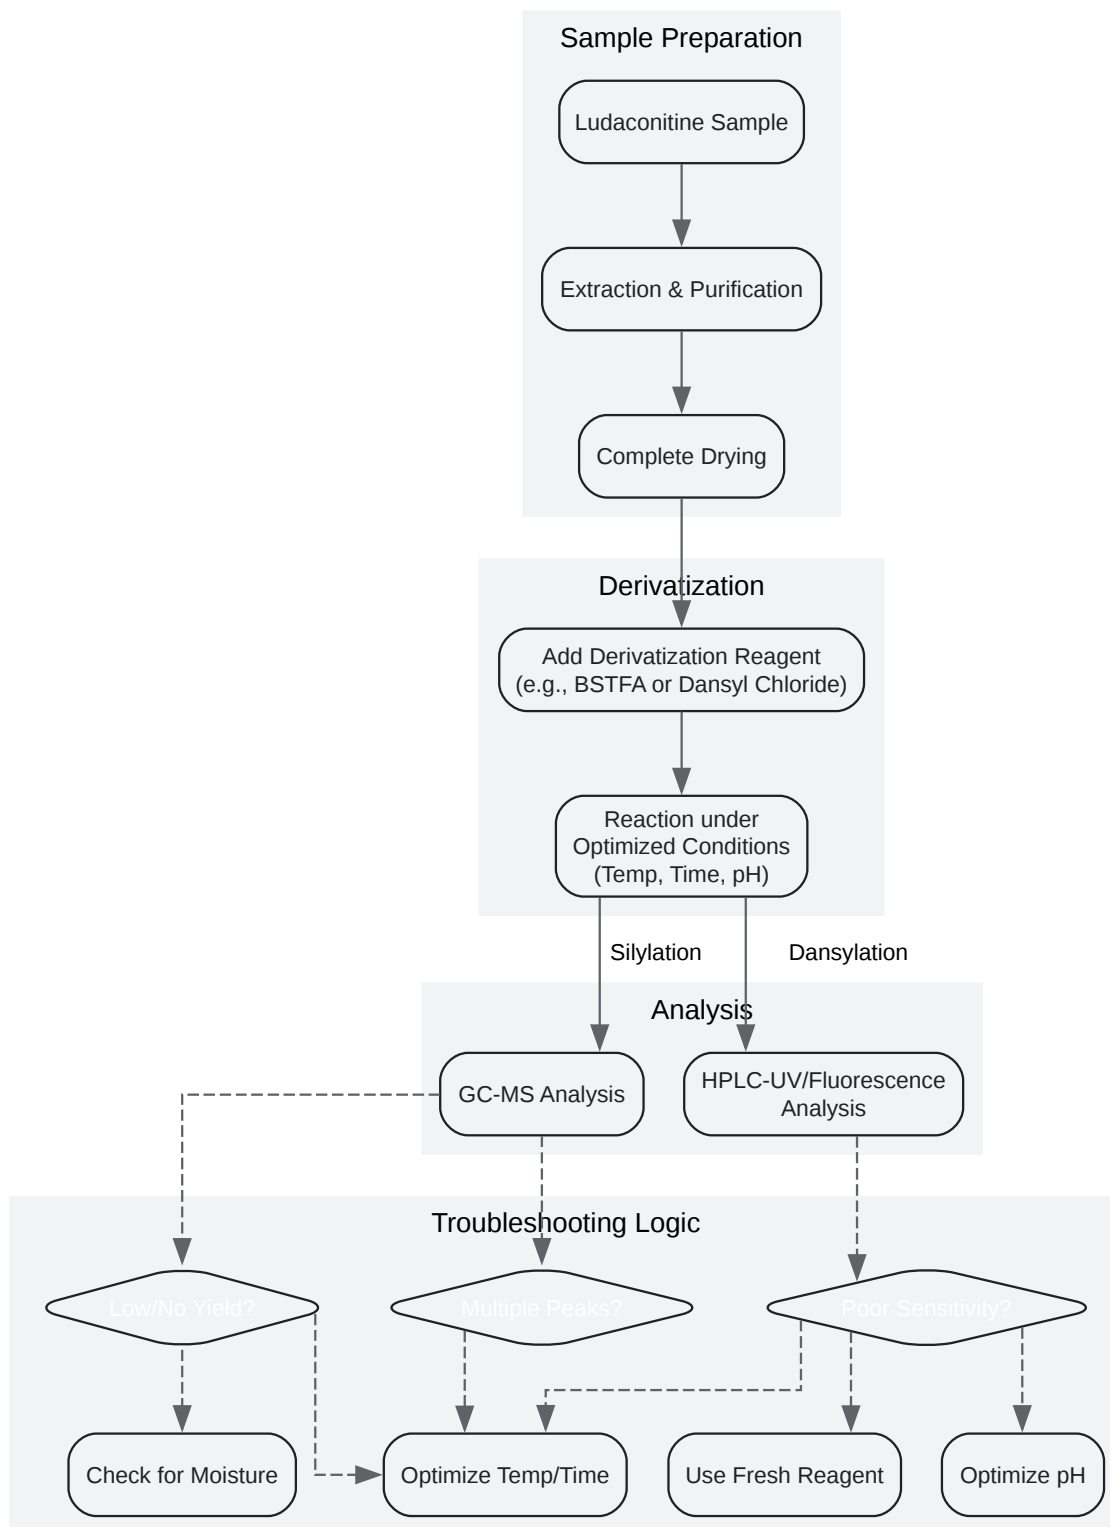 Sample Preparation
Ludaconitine Sample
Extraction & Purification
Complete Drying
Derivatization
Add Derivatization Reagent
(e.g., BSTFA or Dansyl Chloride)
Reaction under
Optimized Conditions
(Temp, Time, pH)
Silylation
Dansylation
Analysis
GC-MS Analysis
HPLC-UV/Fluorescence
Analysis
Troubleshooting Logic
Low/No Yield?
Multiple Peaks?
Poor Sensitivity?
Check for Moisture
Optimize Temp/Time
Use Fresh Reagent
Optimize pH